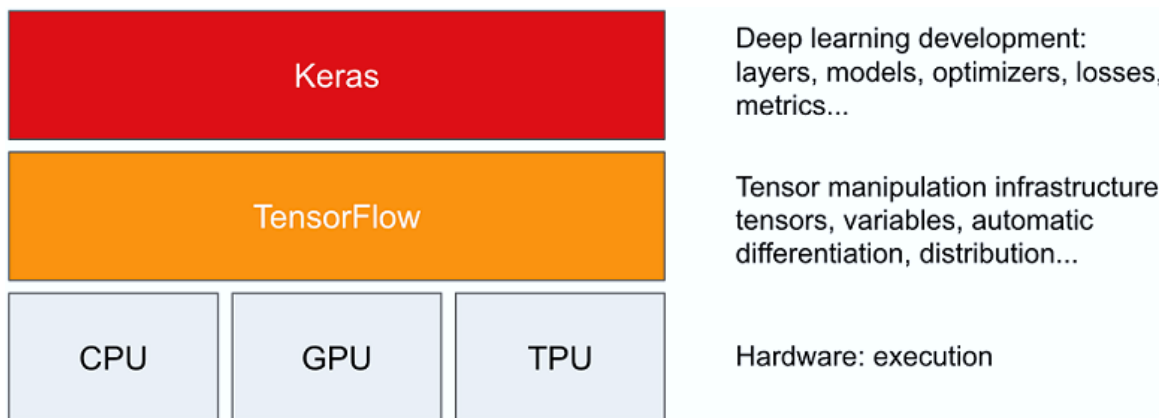 Keras
Deep learning development:
layers, models, optimizers, losses,
metrics...
TensorFlow
Tensor manipulation infrastructure
tensors, variables, automatic
differentiation, distribution...
CPU
GPU
TPU
Hardware: execution